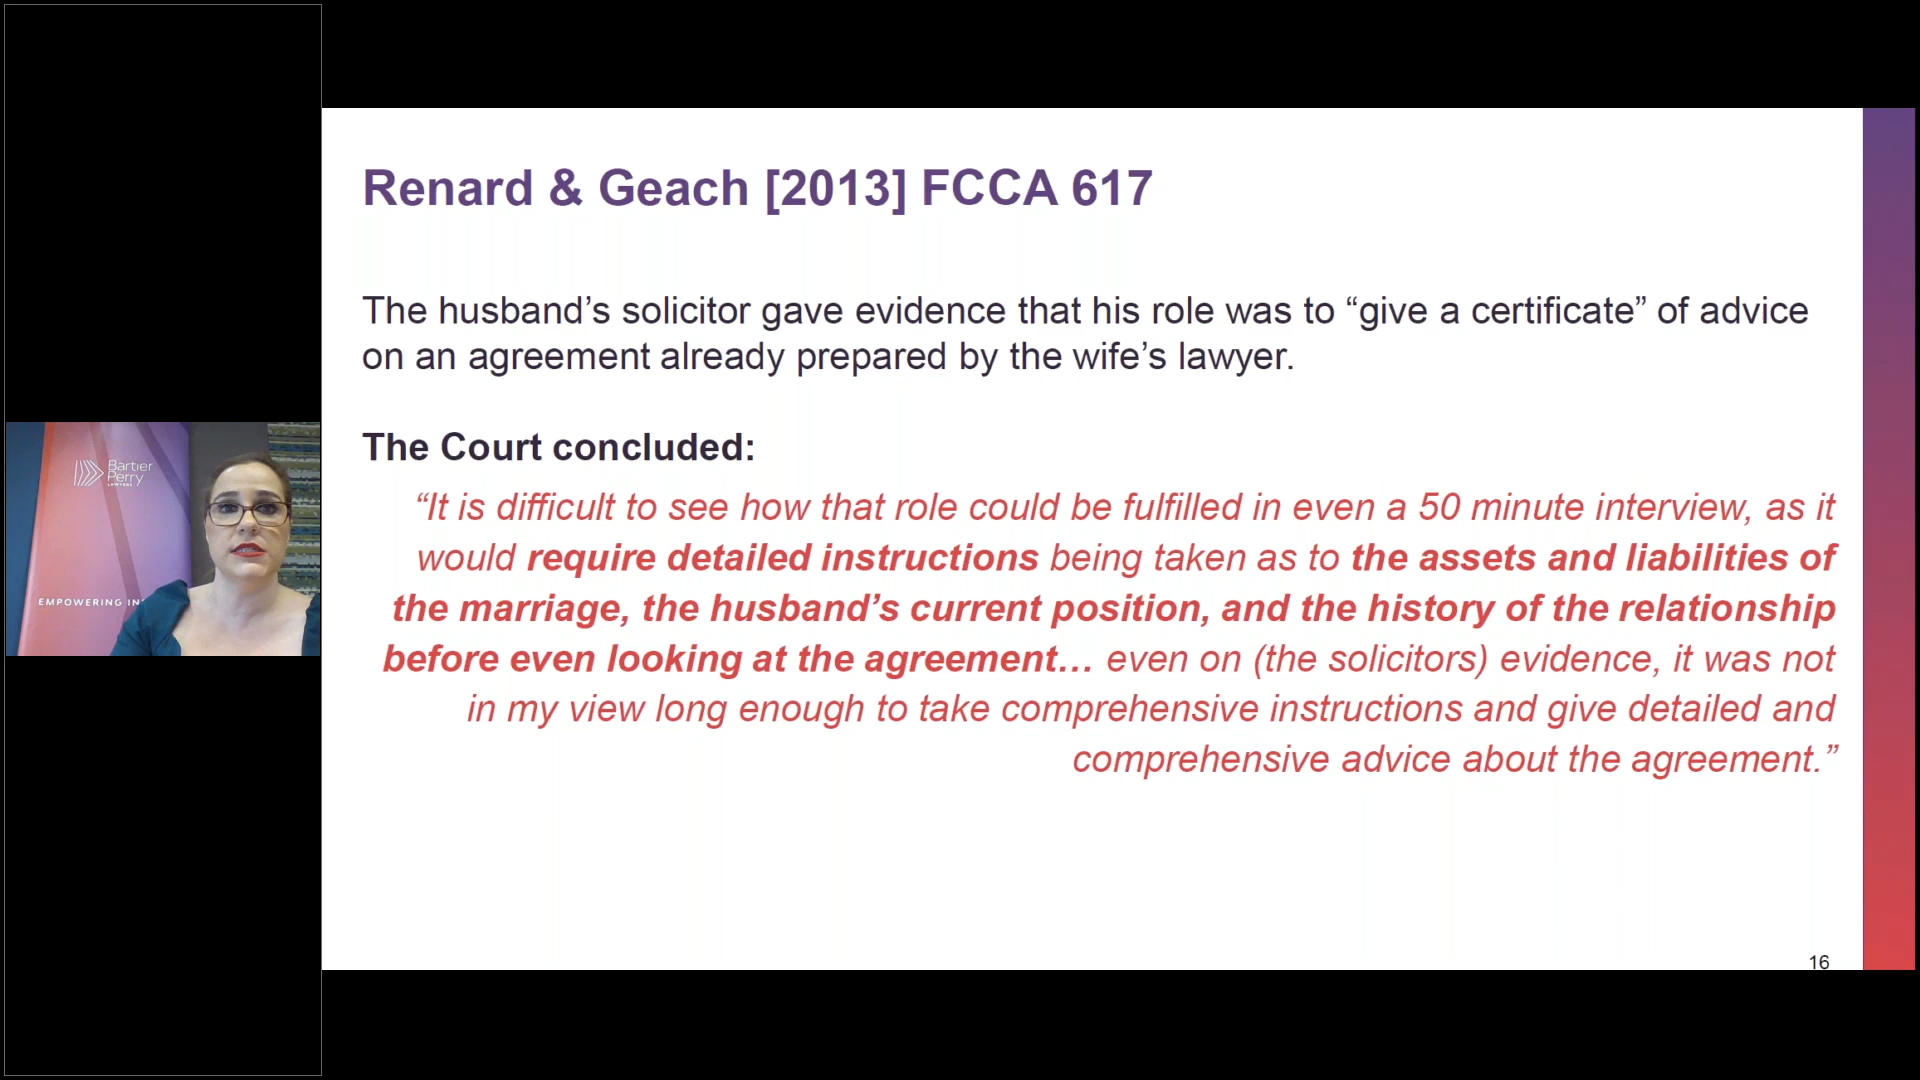 Renard & Geach [2013] FCCA 617
The husband’s solicitor gave evidence that his role was to “give a certificate” of advice
on an agreement already prepared by the wife’s lawyer.
The Court concluded:
“It is difficult to see how that role could be fulfilled in even a 50 minute interview, as it
would require detailed instructions being taken as to the assets and liabilities of
the marriage, the husband’s current position, and the history of the relationship
before even looking at the agreement… even on (the solicitors) evidence, it was not
in my view long enough to take comprehensive instructions and give detailed and
comprehensive advice about the agreement.”
16
Bartier
Perry
LAWYERS
EMPOWERING IN